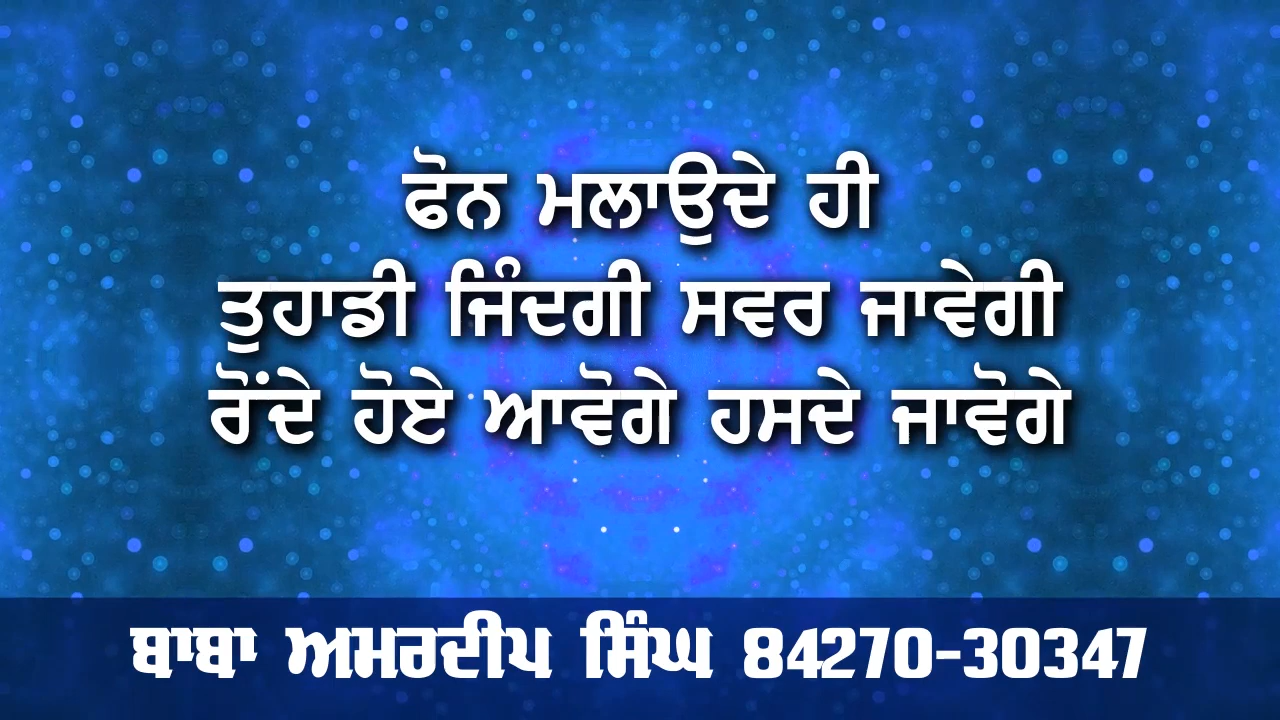 ਫੋਨ ਮਲਾਉਦੇ ਹੀ
ਤੁਹਾਡੀ ਜਿੰਦਗੀ ਸਵਰ ਜਾਵੇਗੀ
ਰੋਂਦੇ ਹੋਏ ਆਵੋਗੇ ਹਸਦੇ ਜਾਵੋਗੇ
ਬਾਬਾ ਅਮਰਦੀਪ ਸਿੰਘ 84270-30347